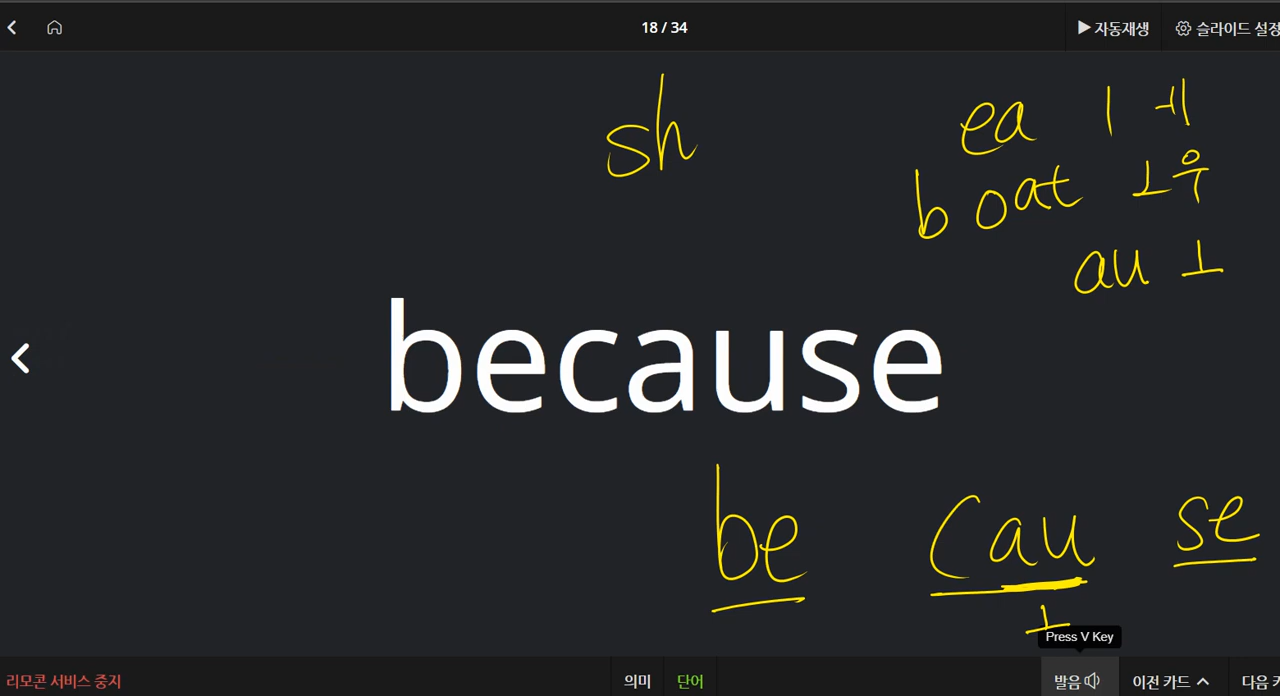 18 / 34
▶ 자동재생
슬라이드 설정
sh
ea ㅣ ㅔ
boat ㅗ우
au ㅗ
because
be cau se
ㅗ
Press V Key
리모콘 서비스 중지
의미
단어
발음
이전 카드
다음